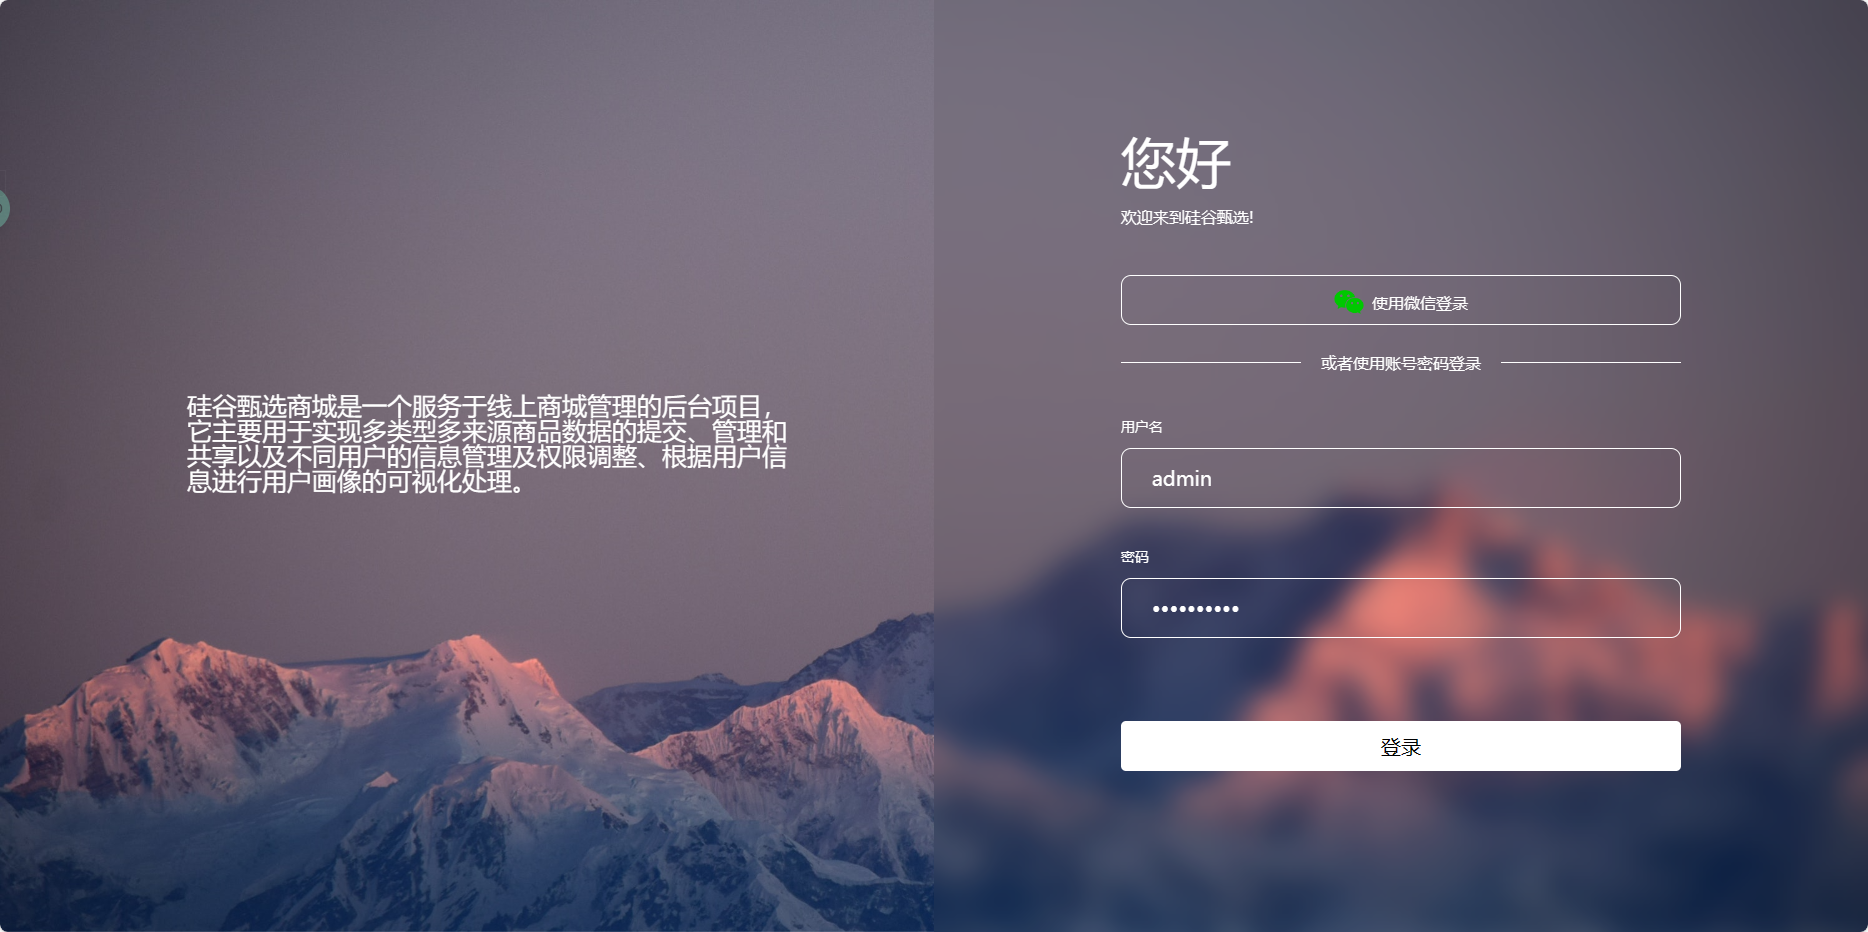 硅谷甄选商城是一个服务于线上商城管理的后台项目，
它主要用于实现多类型多来源商品数据的提交、管理和
共享以及不同用户的信息管理及权限调整、根据用户信
息进行用户画像的可视化处理。
您好
欢迎来到硅谷甄选!
使用微信登录
或者使用账号密码登录
用户名
admin
密码
••••••••••
登录